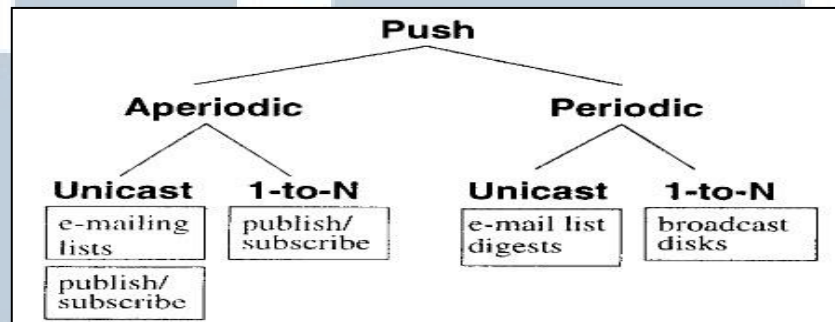 Push
Aperiodic Periodic
Unicast 1-to-N Unicast 1-to-N
e-mailing
lists
publish/
subscribe
publish/
subscribe
e-mail list
digests
broadcast
disks